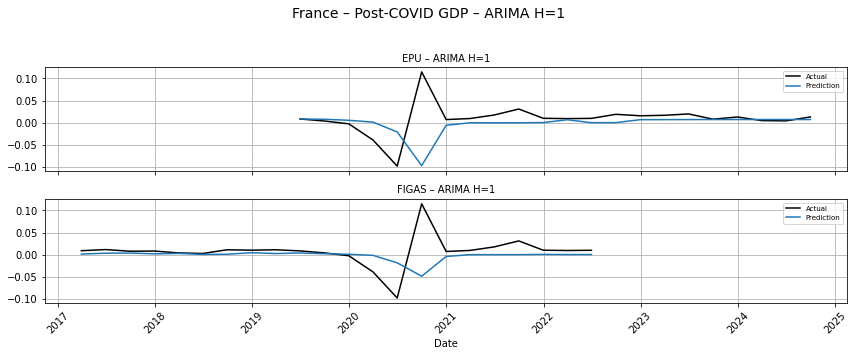 France – Post-COVID GDP – ARIMA H=1
EPU – ARIMA H=1
0.10
0.05
0.00
−0.05
−0.10
Actual
Prediction
FIGAS – ARIMA H=1
0.10
0.05
0.00
−0.05
−0.10
Actual
Prediction
2017
2018
2019
2020
2021
2022
2023
2024
2025
Date